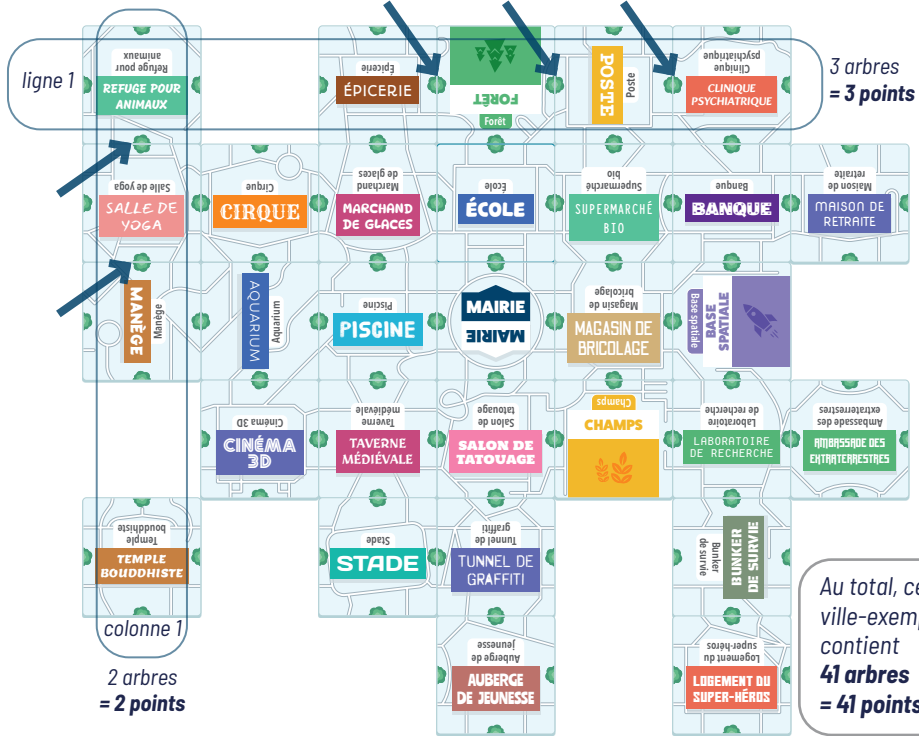 ligne 1
Refuge pour
animaux
REFUGE POUR
ANIMAUX
Épicerie
ÉPICERIE
FORÊT
Forêt
POSTE
Poste
Clinique
psychiatrique
CLINIQUE
PSYCHIATRIQUE
3 arbres
= 3 points
Salle de yoga
SALLE DE
YOGA
Cirque
CIRQUE
Marchand
de glaces
MARCHAND
DE GLACES
École
ÉCOLE
Supermarché
bio
SUPERMARCHÉ
BIO
Banque
BANQUE
Maison de
retraite
MAISON DE
RETRAITE
MANÈGE
Manège
AQUARIUM
Aquarium
Piscine
PISCINE
MAIRIE
MAIRIE
Magasin de
bricolage
MAGASIN DE
BRICOLAGE
Base spatiale
BASE
SPATIALE
Cinéma 3D
CINÉMA
3D
Taverne
médiévale
TAVERNE
MÉDIÉVALE
Salon de
tatouage
SALON DE
TATOUAGE
Champs
CHAMPS
Laboratoire
de recherche
LABORATOIRE
DE RECHERCHE
Ambassade des
extraterrestres
AMBASSADE DES
EXTRATERRESTRES
Temple
bouddhiste
TEMPLE
BOUDDHISTE
Stade
STADE
Tunnel de
graffiti
TUNNEL DE
GRAFFITI
Bunker
de survie
BUNKER
DE SURVIE
colonne 1
2 arbres
= 2 points
Auberge de
jeunesse
AUBERGE
DE JEUNESSE
Logement du
super-héros
LOGEMENT DU
SUPER-HÉROS
Au total, ce
ville-exemp
contient
41 arbres
= 41 points